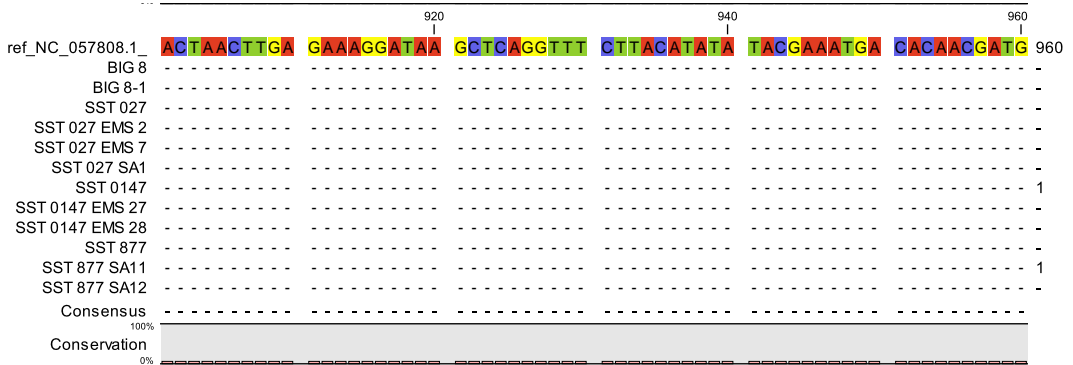 920 940 960
ref_NC_057808.1_ ACTAACTTGA GAAAGGATAA GCTCAGGTTT CTTACATATA TACGAAATGA CACAACGATG 960
BIG 8 - - - - - - - - - - - - - - - - - - - - - - - - - - - - - - - - - - - - - - - - - - - - - - - - - - - - - - - - - - - - -
BIG 8-1 - - - - - - - - - - - - - - - - - - - - - - - - - - - - - - - - - - - - - - - - - - - - - - - - - - - - - - - - - - - - -
SST 027 - - - - - - - - - - - - - - - - - - - - - - - - - - - - - - - - - - - - - - - - - - - - - - - - - - - - - - - - - - - - -
SST 027 EMS 2 - - - - - - - - - - - - - - - - - - - - - - - - - - - - - - - - - - - - - - - - - - - - - - - - - - - - - - - - - - - - -
SST 027 EMS 7 - - - - - - - - - - - - - - - - - - - - - - - - - - - - - - - - - - - - - - - - - - - - - - - - - - - - - - - - - - - - -
SST 027 SA1 - - - - - - - - - - - - - - - - - - - - - - - - - - - - - - - - - - - - - - - - - - - - - - - - - - - - - - - - - - - - -
SST 0147 - - - - - - - - - - - - - - - - - - - - - - - - - - - - - - - - - - - - - - - - - - - - - - - - - - - - - - - - - - - - 1
SST 0147 EMS 27 - - - - - - - - - - - - - - - - - - - - - - - - - - - - - - - - - - - - - - - - - - - - - - - - - - - - - - - - - - - - -
SST 0147 EMS 28 - - - - - - - - - - - - - - - - - - - - - - - - - - - - - - - - - - - - - - - - - - - - - - - - - - - - - - - - - - - - -
SST 877 - - - - - - - - - - - - - - - - - - - - - - - - - - - - - - - - - - - - - - - - - - - - - - - - - - - - - - - - - - - - -
SST 877 SA11 - - - - - - - - - - - - - - - - - - - - - - - - - - - - - - - - - - - - - - - - - - - - - - - - - - - - - - - - - - - - 1
SST 877 SA12 - - - - - - - - - - - - - - - - - - - - - - - - - - - - - - - - - - - - - - - - - - - - - - - - - - - - - - - - - - - - -
Consensus - - - - - - - - - - - - - - - - - - - - - - - - - - - - - - - - - - - - - - - - - - - - - - - - - - - - - - - - - - - -
100%
Conservation
0%